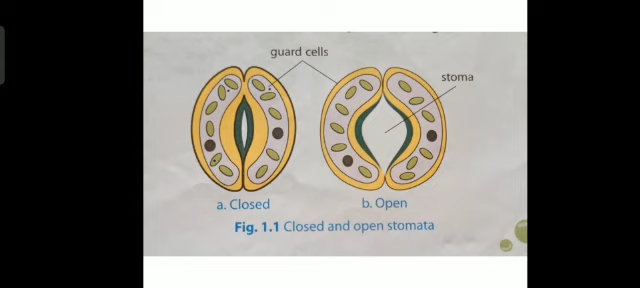 guard cells
stoma
a. Closed
b. Open
Fig. 1.1 Closed and open stomata